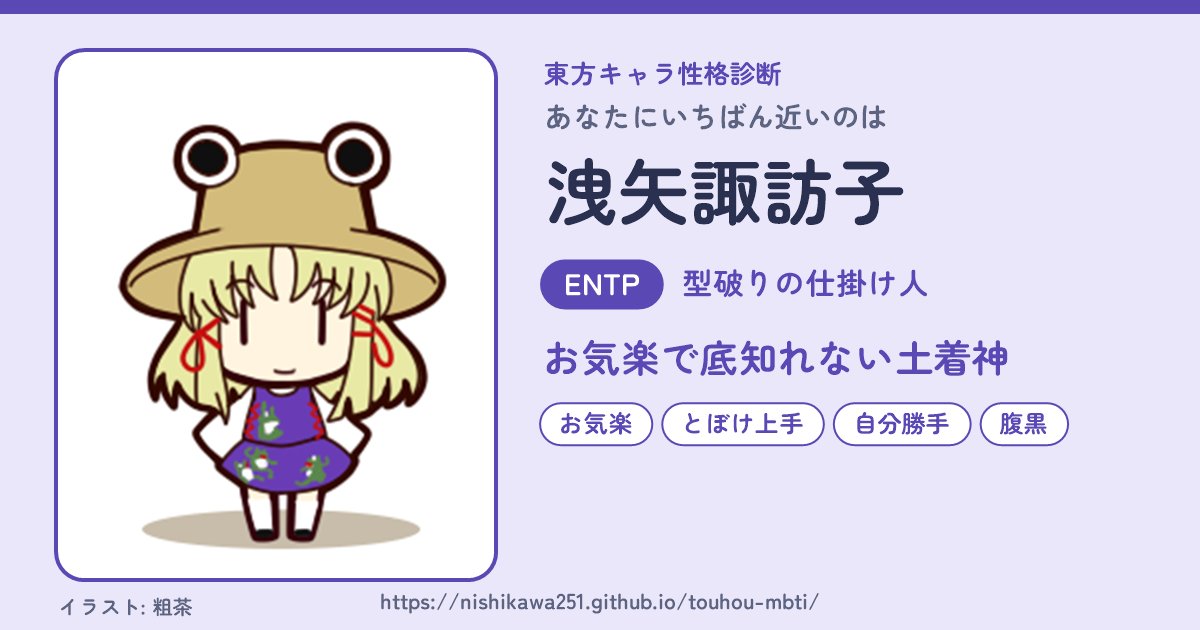 東方キャラ性格診断
あなたにいちばん近いのは
洩矢諏訪子
ENTP 型破りの仕掛け人
お気楽で底知れない土着神
お気楽 とぼけ上手 自分勝手 腹黒
イラスト: 粗茶
https://nishikawa251.github.io/touhou-mbti/